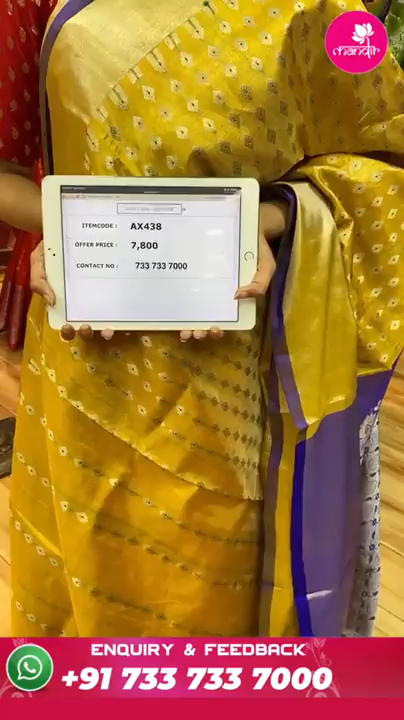 mandir
ITEMCODE : AX438
OFFER PRICE : 7,800
CONTACT NO : 733 733 7000
ENQUIRY & FEEDBACK
+91 733 733 7000